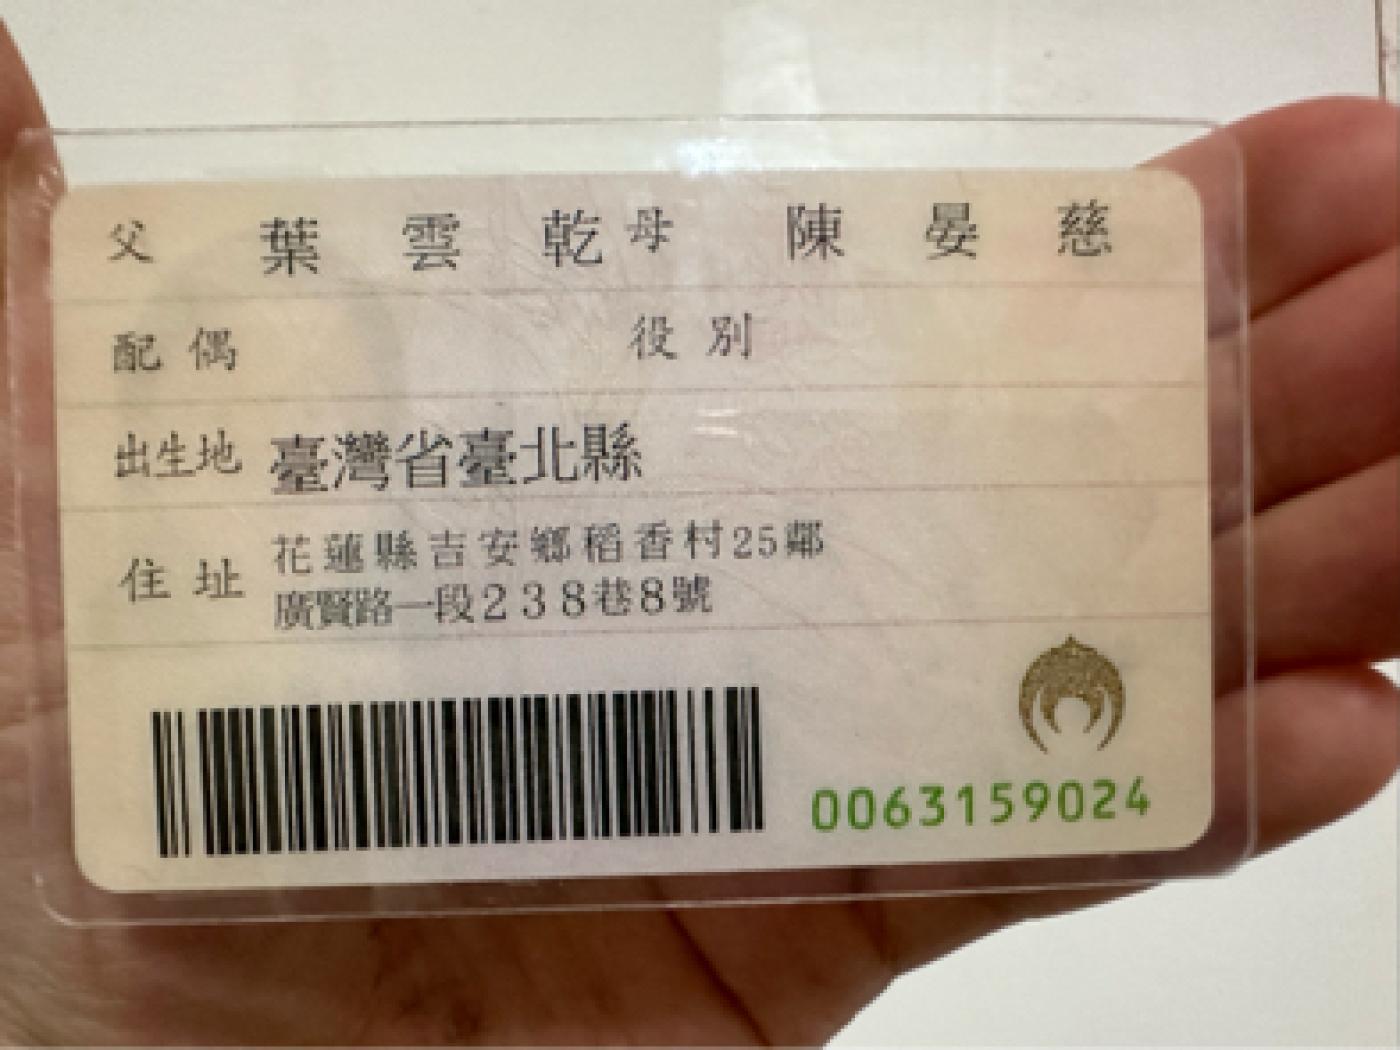 父 葉雲乾 母 陳晏慈
配偶 役別
出生地 臺灣省臺北縣
住址 花蓮縣吉安鄉稻香村25鄰
廣賢路一段238巷8號
0063159024